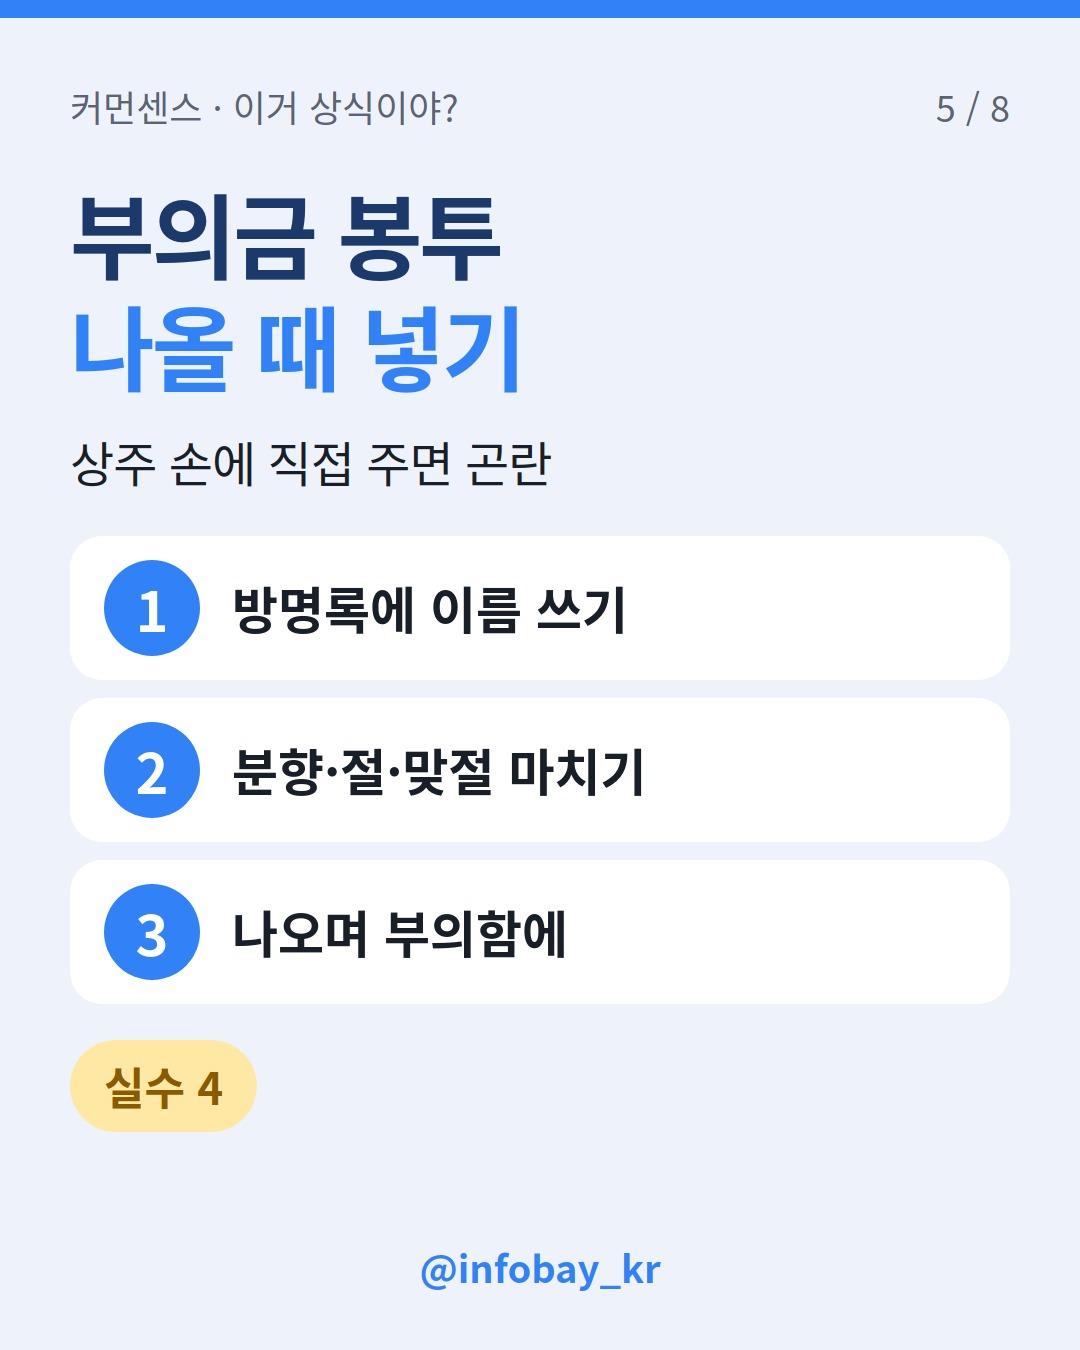 커먼센스 · 이거 상식이야?
5 / 8
부의금 봉투
나올 때 넣기
상주 손에 직접 주면 곤란
1 방명록에 이름 쓰기
2 분향·절·맞절 마치기
3 나오며 부의함에
실수 4
@infobay_kr